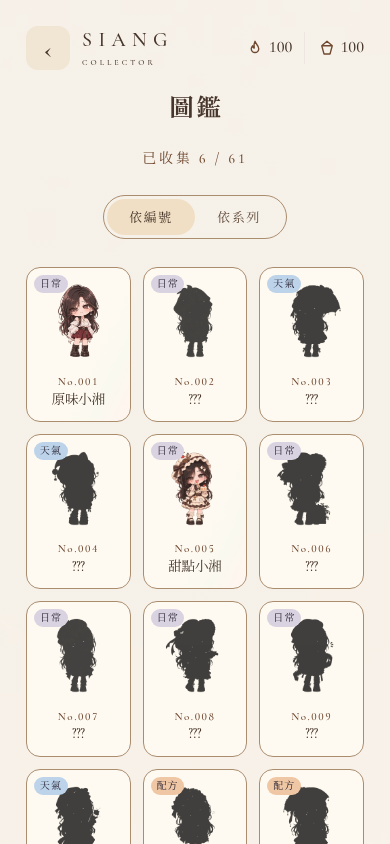 SIANG
COLLECTOR
100
100
圖鑑
已收集 6 / 61
依編號
依系列
日常
日常
天氣
No.001
No.002
No.003
原味小湘
???
???
天氣
日常
日常
No.004
No.005
No.006
???
甜點小湘
???
日常
日常
日常
No.007
No.008
No.009
???
???
???
天氣
配方
配方